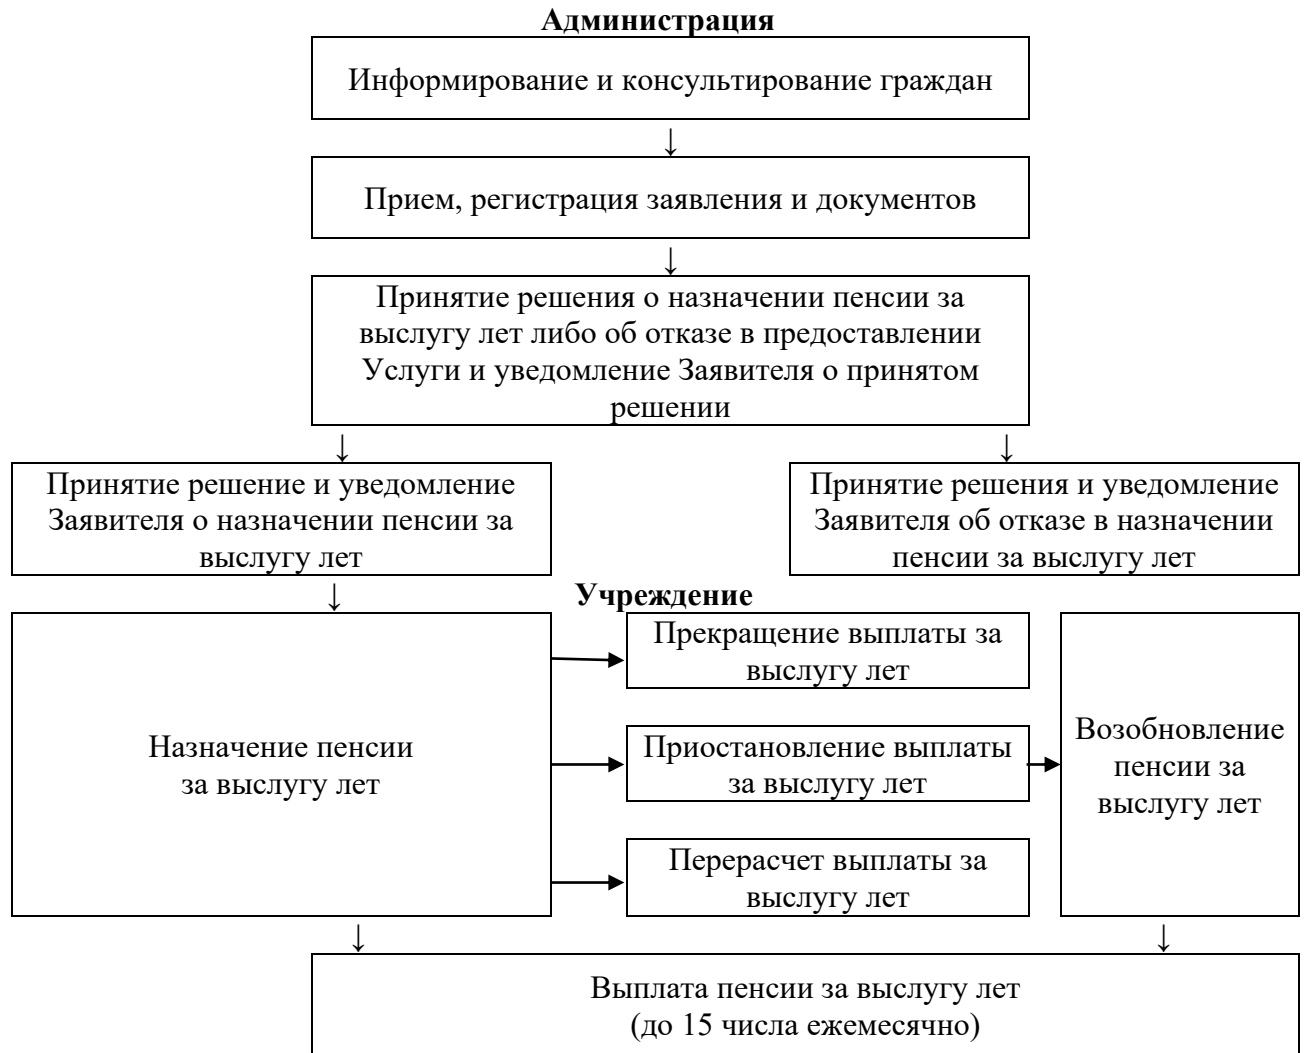 Администрация
Информирование и консультирование граждан
↓
Прием, регистрация заявления и документов
↓
Принятие решения о назначении пенсии за
выслугу лет либо об отказе в предоставлении
Услуги и уведомление Заявителя о принятом
решении
↓
↓
Принятие решение и уведомление
Заявителя о назначении пенсии за
выслугу лет
Принятие решения и уведомление
Заявителя об отказе в назначении
пенсии за выслугу лет
↓
Учреждение
Назначение пенсии
за выслугу лет
Прекращение выплаты за
выслугу лет
Приостановление выплаты
за выслугу лет
Перерасчет выплаты за
выслугу лет
Возобновление
пенсии за
выслугу лет
↓
↓
Выплата пенсии за выслугу лет
(до 15 числа ежемесячно)